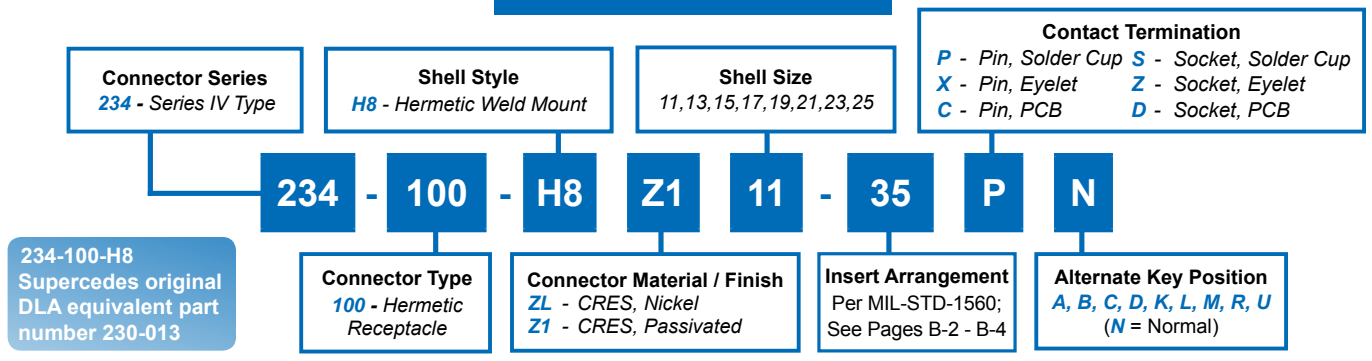 Connector Series
234 - Series IV Type
Shell Style
H8 - Hermetic Weld Mount
Shell Size
11,13,15,17,19,21,23,25
Contact Termination
P - Pin, Solder Cup S - Socket, Solder Cup
X - Pin, Eyelet Z - Socket, Eyelet
C - Pin, PCB D - Socket, PCB
234 - 100 - H8 Z1 11 - 35 P N
234-100-H8
Supercedes original
DLA equivalent part
number 230-013
Connector Type
100 - Hermetic
Receptacle
Connector Material / Finish
ZL - CRES, Nickel
Z1 - CRES, Passivated
Insert Arrangement
Per MIL-STD-1560;
See Pages B-2 - B-4
Alternate Key Position
A, B, C, D, K, L, M, R, U
(N = Normal)